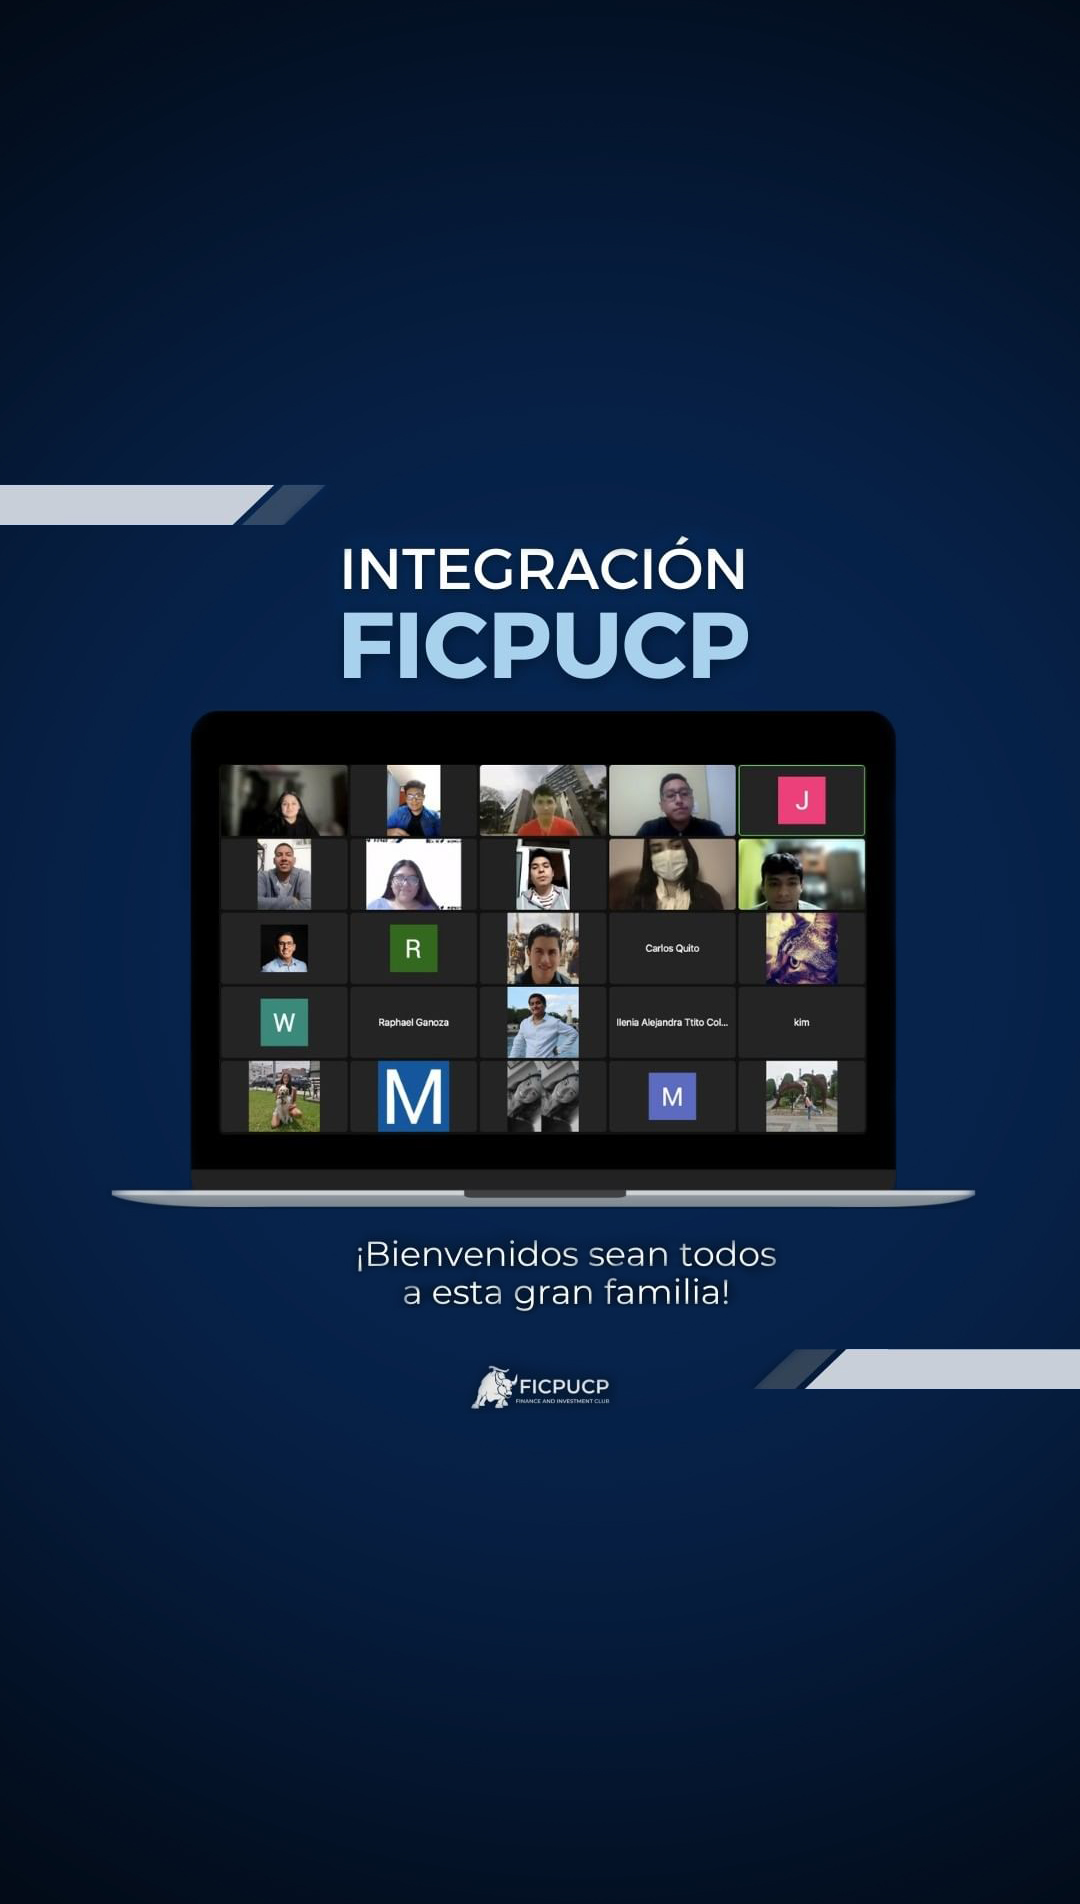 INTEGRACIÓN
FICPUCP
J
R
Carlos Quito
W
Raphael Ganoza
Ilenia Alejandra Ttito Col...
kim
M
M
¡Bienvenidos sean todos
a esta gran familia!
FICPUCP
FINANCE AND INVESTMENT CLUB